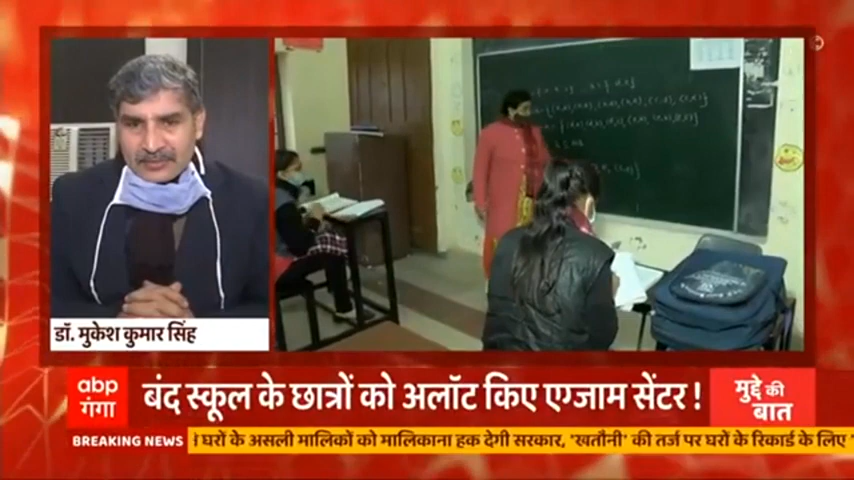 डॉ. मुकेश कुमार सिंह
abp
गंगा
बंद स्कूल के छात्रों को अलॉट किए एग्जाम सेंटर !
मुद्दे की
बात
BREAKING NEWS
घरों के असली मालिकों को मालिकाना हक देगी सरकार, 'खतौनी' की तर्ज पर घरों के रिकार्ड के लिए '